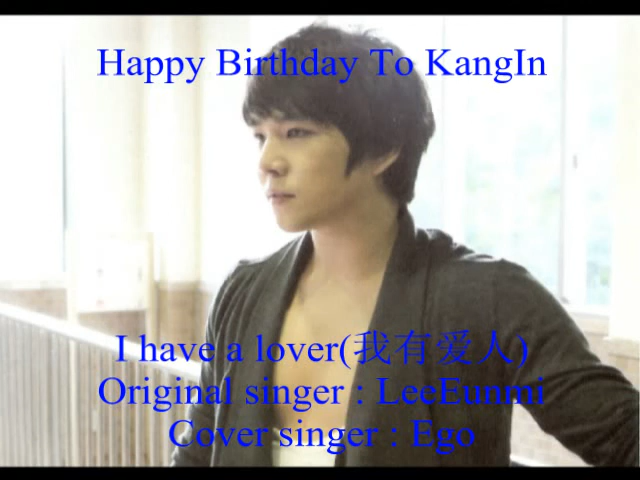 Happy Birthday To KangIn
I have a lover(我有爱人)
Original singer : LeeEunmi
Cover singer : Ego